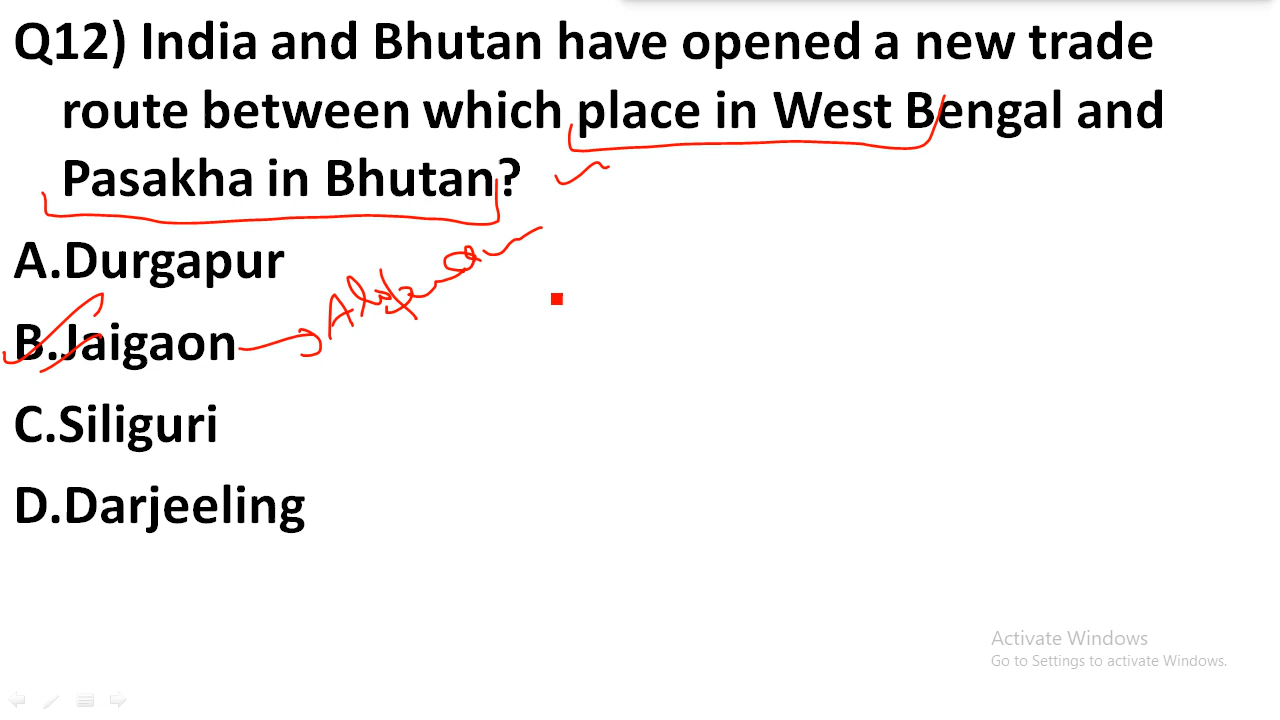 Q12) India and Bhutan have opened a new trade
route between which place in West Bengal and
Pasakha in Bhutan?
A.Durgapur
B.Jaigaon
C.Siliguri
D.Darjeeling
Activate Windows
Go to Settings to activate Windows.